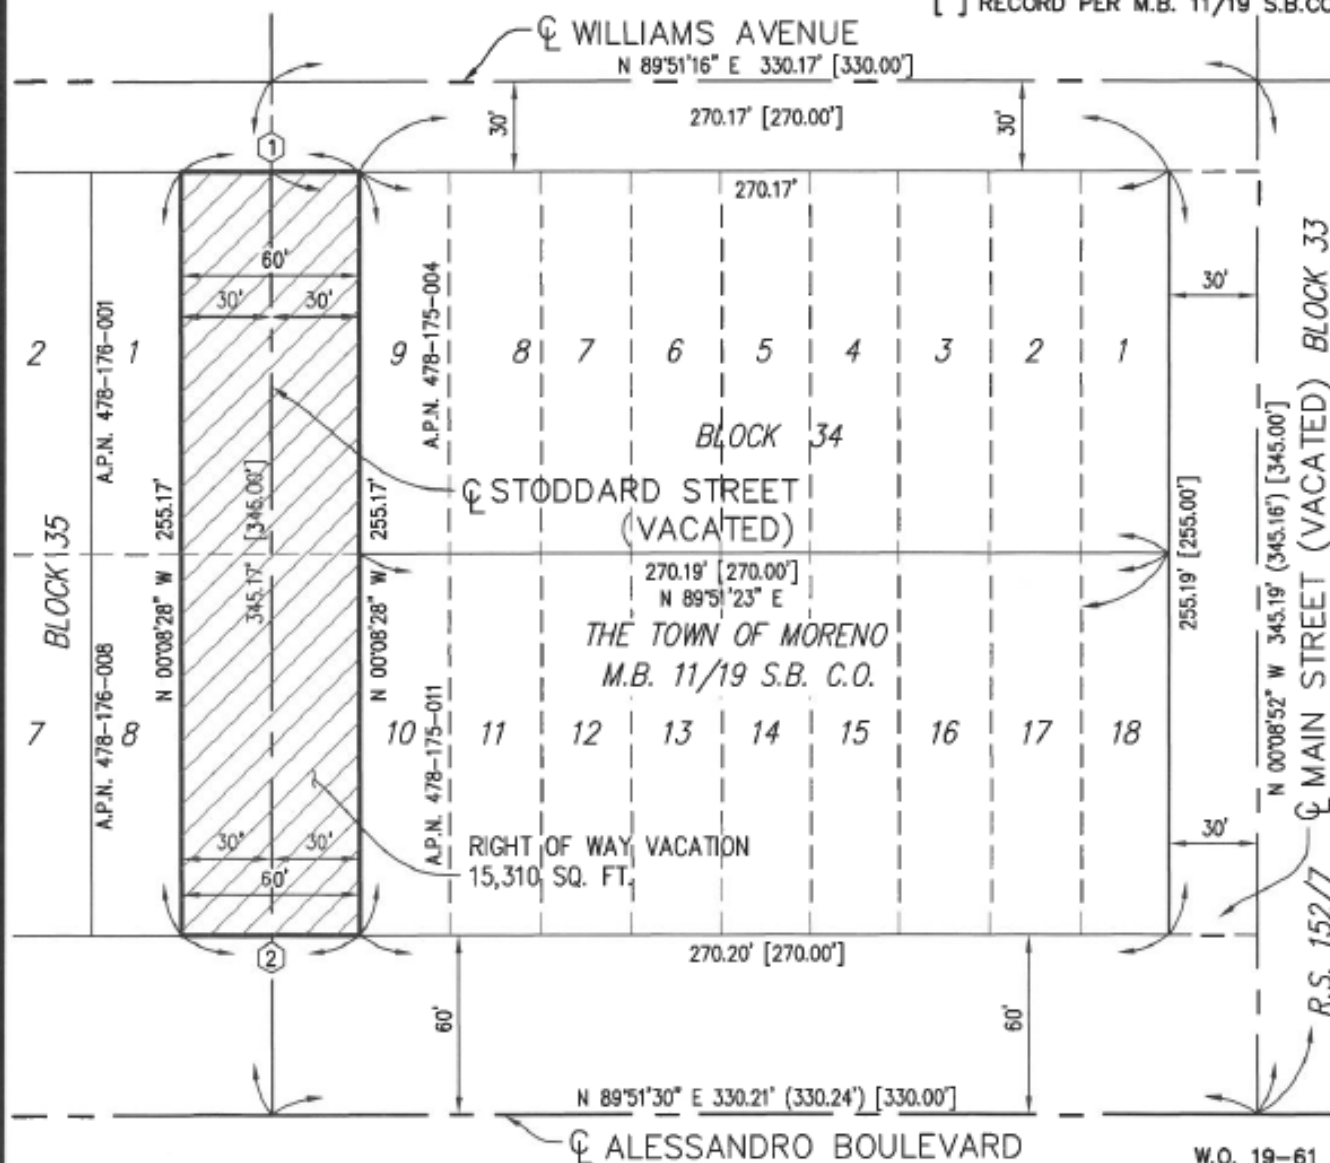 [ ] RECORD PER M.B. 11/19 S.B.CO
℄ WILLIAMS AVENUE
N 89°51'16" E 330.17' [330.00']
270.17' [270.00']
30'
30'
1
270.17'
60'
30'
30'
30'
2
A.P.N. 478-176-001
1
9
A.P.N. 478-175-004
8
7
6
5
4
3
2
1
BLOCK 34
℄ STODDARD STREET
(VACATED)
BLOCK 35
N 00°08'28" W 255.17'
345.17' [345.00']
N 00°08'28" W 255.17'
270.19' [270.00']
N 89°51'23" E
255.19' [255.00']
N 00°08'52" W 345.19' (345.16') [345.00']
℄ MAIN STREET (VACATED) BLOCK 33
THE TOWN OF MORENO
M.B. 11/19 S.B. C.O.
7
A.P.N. 478-176-008
8
10
A.P.N. 478-175-011
11
12
13
14
15
16
17
18
30'
30'
30'
60'
RIGHT OF WAY VACATION
15,310 SQ. FT.
2
270.20' [270.00']
60'
60'
R.S. 152/7
N 89°51'30" E 330.21' (330.24') [330.00']
℄ ALESSANDRO BOULEVARD
W.O. 19-61